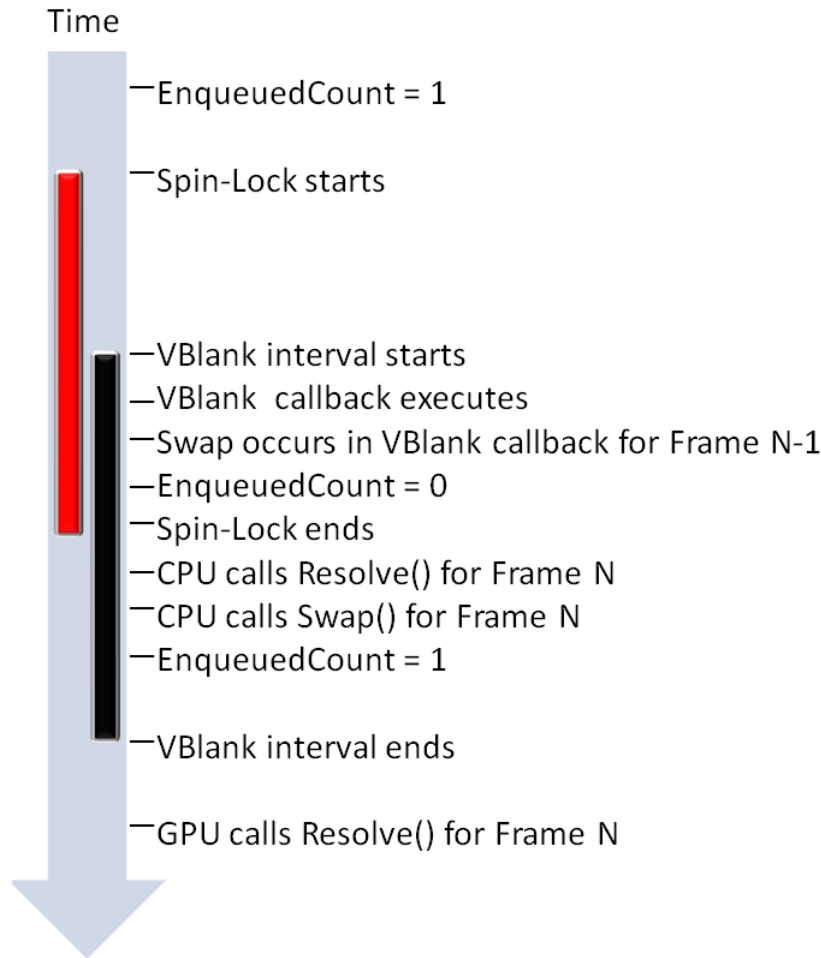 Time
EnqueuedCount = 1
Spin-Lock starts
VBlank interval starts
VBlank callback executes
Swap occurs in VBlank callback for Frame N-1
EnqueuedCount = 0
Spin-Lock ends
CPU calls Resolve() for Frame N
CPU calls Swap() for Frame N
EnqueuedCount = 1
VBlank interval ends
GPU calls Resolve() for Frame N